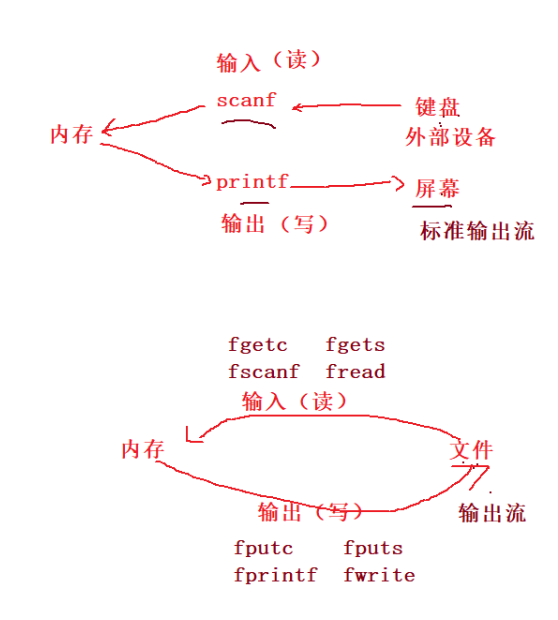 输入（读）
scanf
键盘
内存
外部设备
printf
屏幕
输出（写）
标准输出流
fgetc fgets
fscanf fread
输入（读）
内存
文件
输出（写）
输出流
fputc fputs
fprintf fwrite